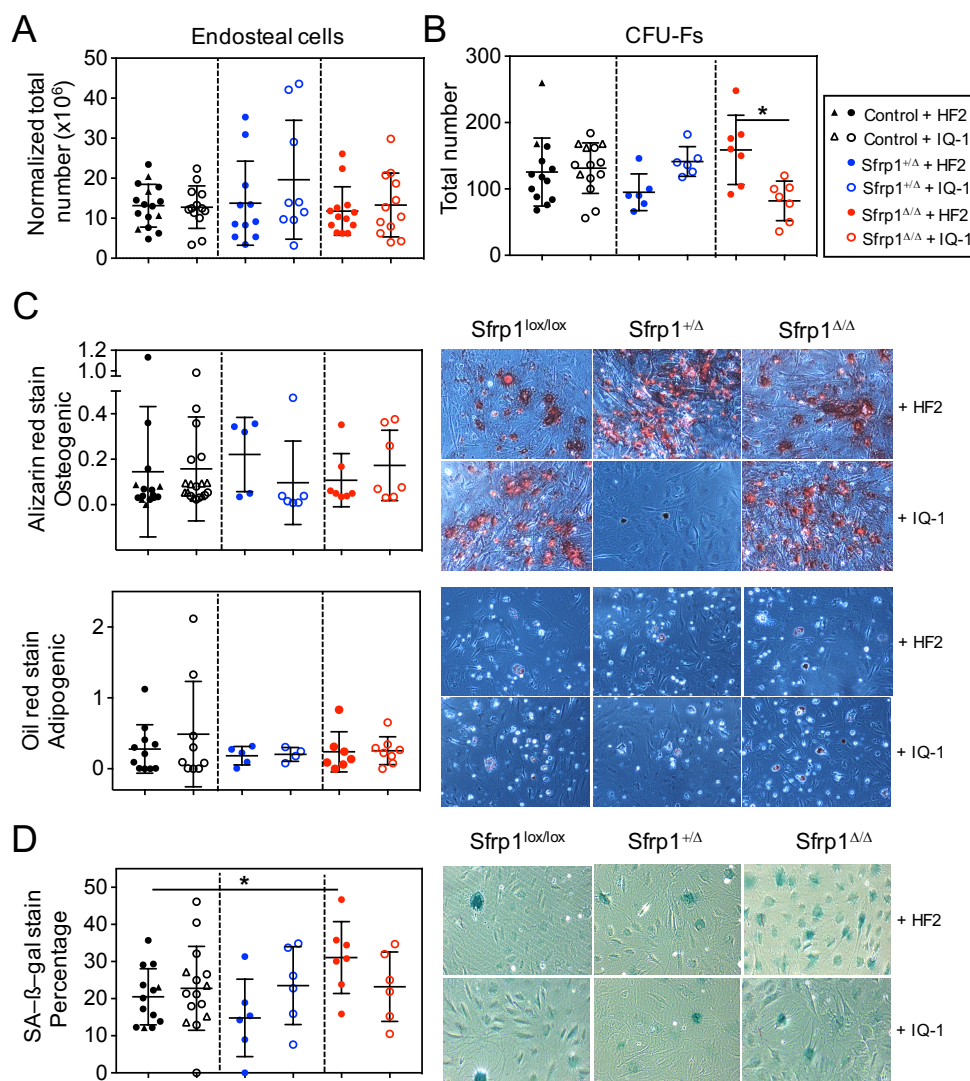 A
Endosteal cells
Normalized total
number (x10⁶)
50
40
30
20
10
0
B
CFU-Fs
Total number
300
200
100
0
*
Control + HF2
Control + IQ-1
Sfrp1+/Δ + HF2
Sfrp1+/Δ + IQ-1
Sfrp1Δ/Δ + HF2
Sfrp1Δ/Δ + IQ-1
C
Alizarin red stain
Osteogenic
1.2
1.0
0.4
0.2
0.0
Sfrp1lox/lox
Sfrp1+/Δ
Sfrp1Δ/Δ
+ HF2
+ IQ-1
Oil red stain
Adipogenic
2
1
0
+ HF2
+ IQ-1
D
SA–ß–gal stain
Percentage
50
40
30
20
10
0
*
Sfrp1lox/lox
Sfrp1+/Δ
Sfrp1Δ/Δ
+ HF2
+ IQ-1